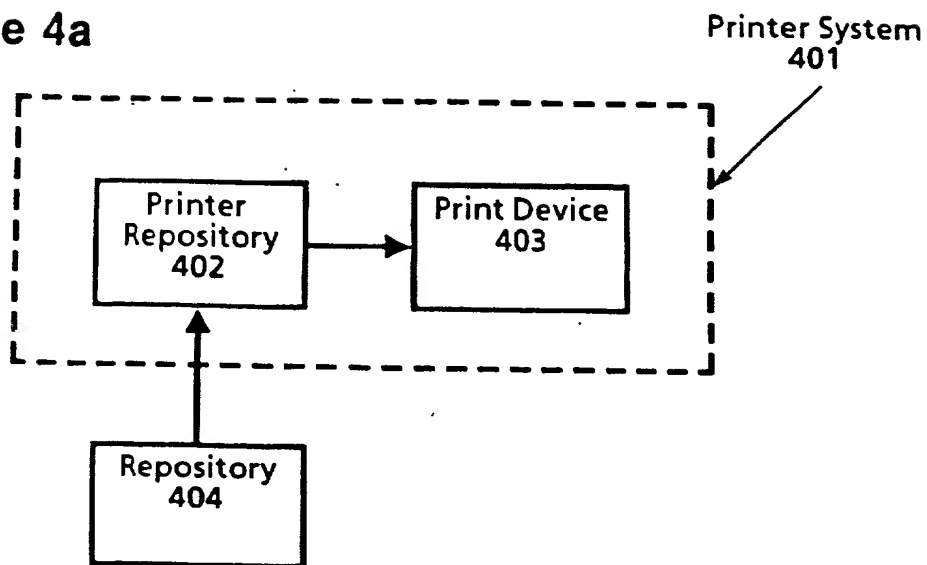 e 4a
Printer System
401
Printer
Repository
402
Print Device
403
Repository
404